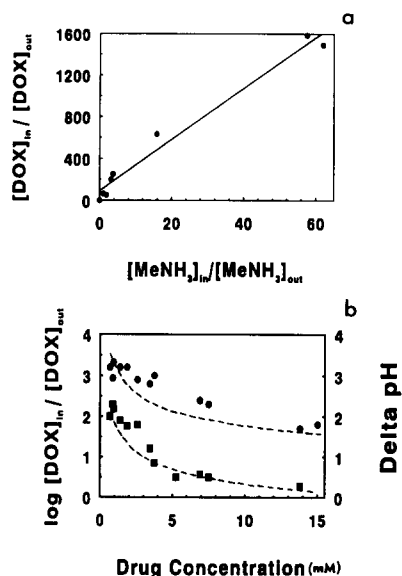 a
1600
1200
800
400
0
0 20 40 60
[DOX]in / [DOX]out
[MeNH3]in/[MeNH3]out
b
4 4
3 3
2 2
1 1
0 0
0 5 10 15
log [DOX]in / [DOX]out
Delta pH
Drug Concentration (mM)